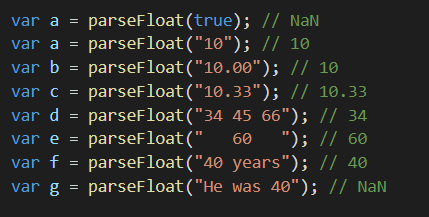 var a = parseFloat(true); // NaN
var a = parseFloat("10"); // 10
var b = parseFloat("10.00"); // 10
var c = parseFloat("10.33"); // 10.33
var d = parseFloat("34 45 66"); // 34
var e = parseFloat("   60   "); // 60
var f = parseFloat("40 years"); // 40
var g = parseFloat("He was 40"); // NaN